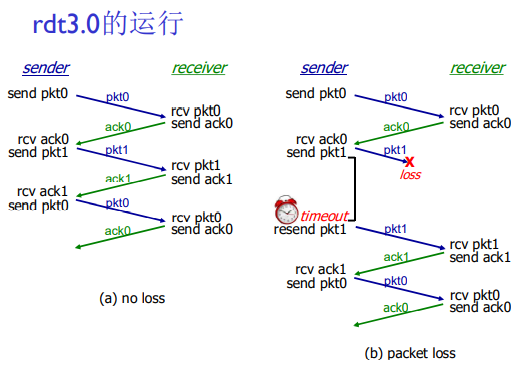 rdt3.0的运行
sender
receiver
send pkt0
pkt0
rcv pkt0
send ack0
ack0
rcv ack0
send pkt1
pkt1
rcv pkt1
send ack1
ack1
rcv ack1
send pkt0
pkt0
rcv pkt0
send ack0
ack0
(a) no loss
sender
receiver
send pkt0
pkt0
rcv pkt0
send ack0
ack0
rcv ack0
send pkt1
pkt1
X
loss
timeout
resend pkt1
pkt1
rcv pkt1
send ack1
ack1
rcv ack1
send pkt0
pkt0
rcv pkt0
send ack0
ack0
(b) packet loss